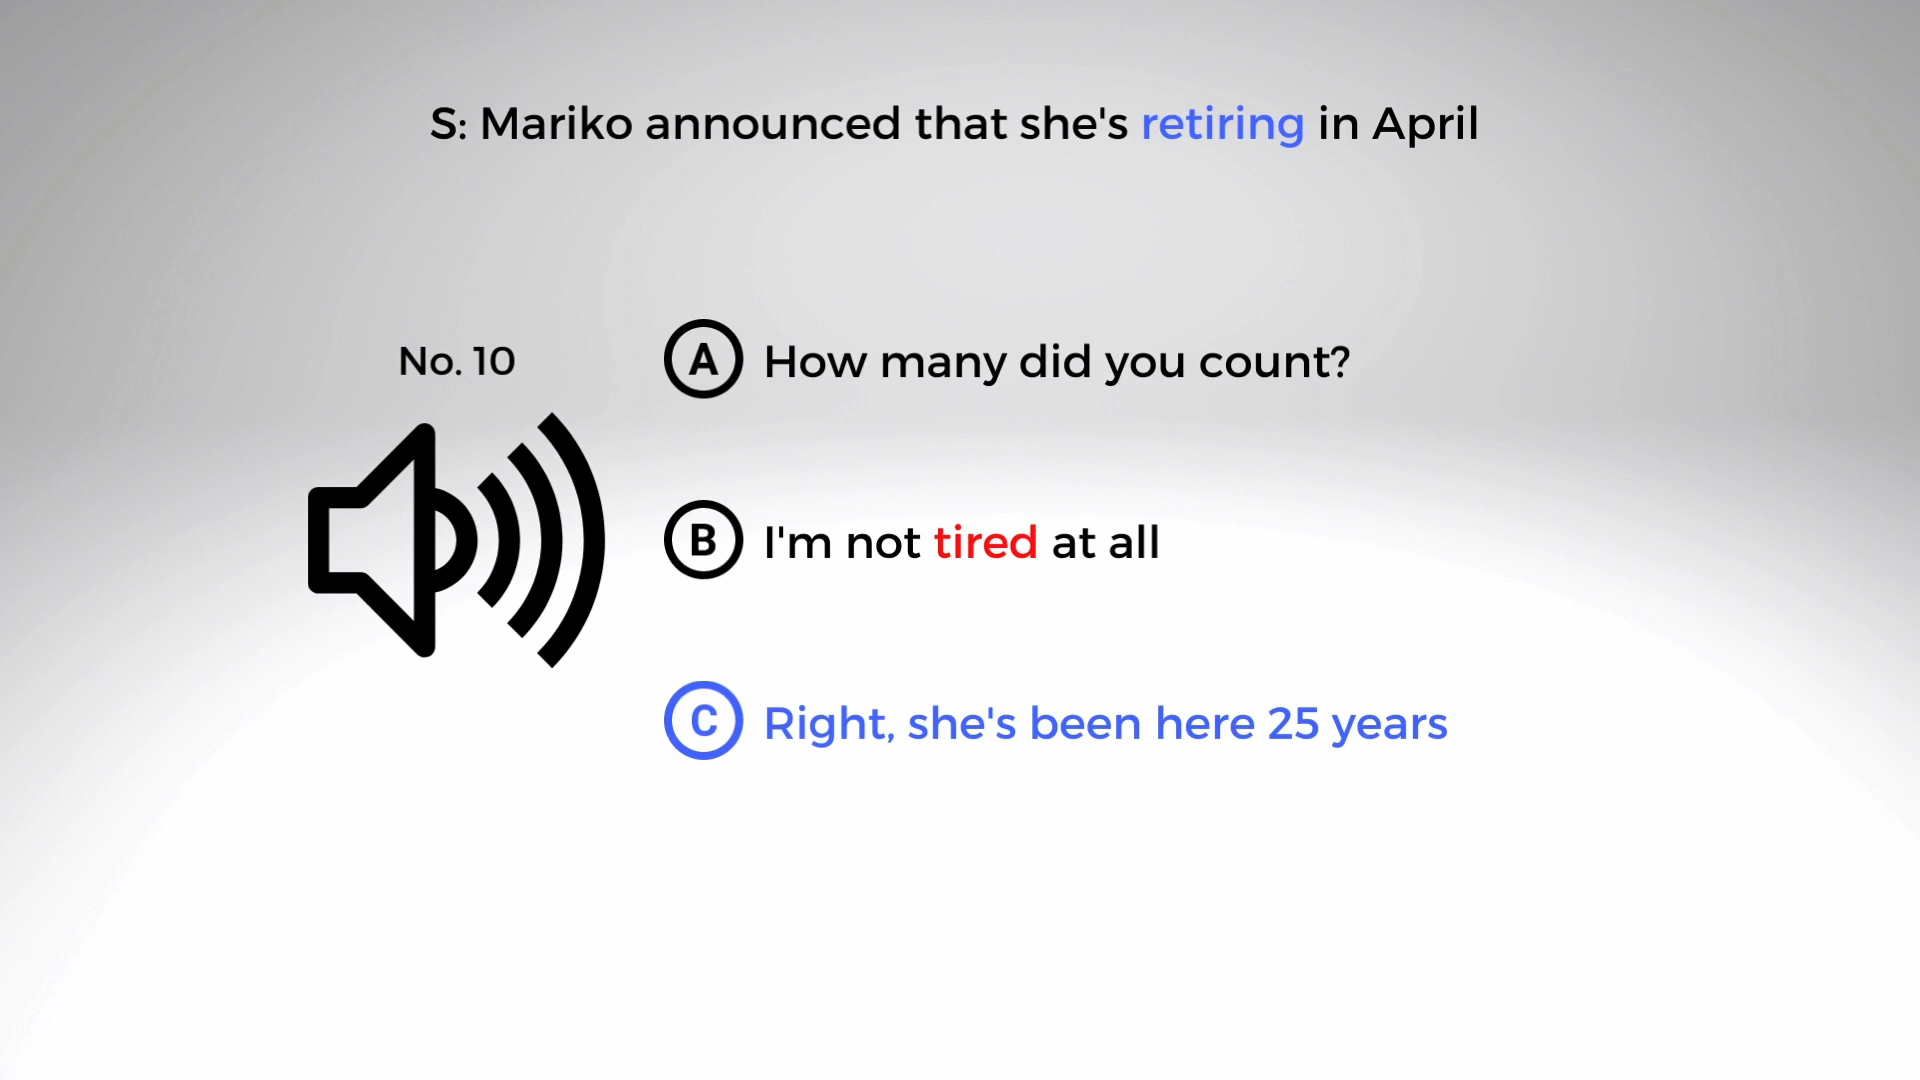 S: Mariko announced that she's retiring in April
No. 10
A How many did you count?
B I'm not tired at all
C Right, she's been here 25 years